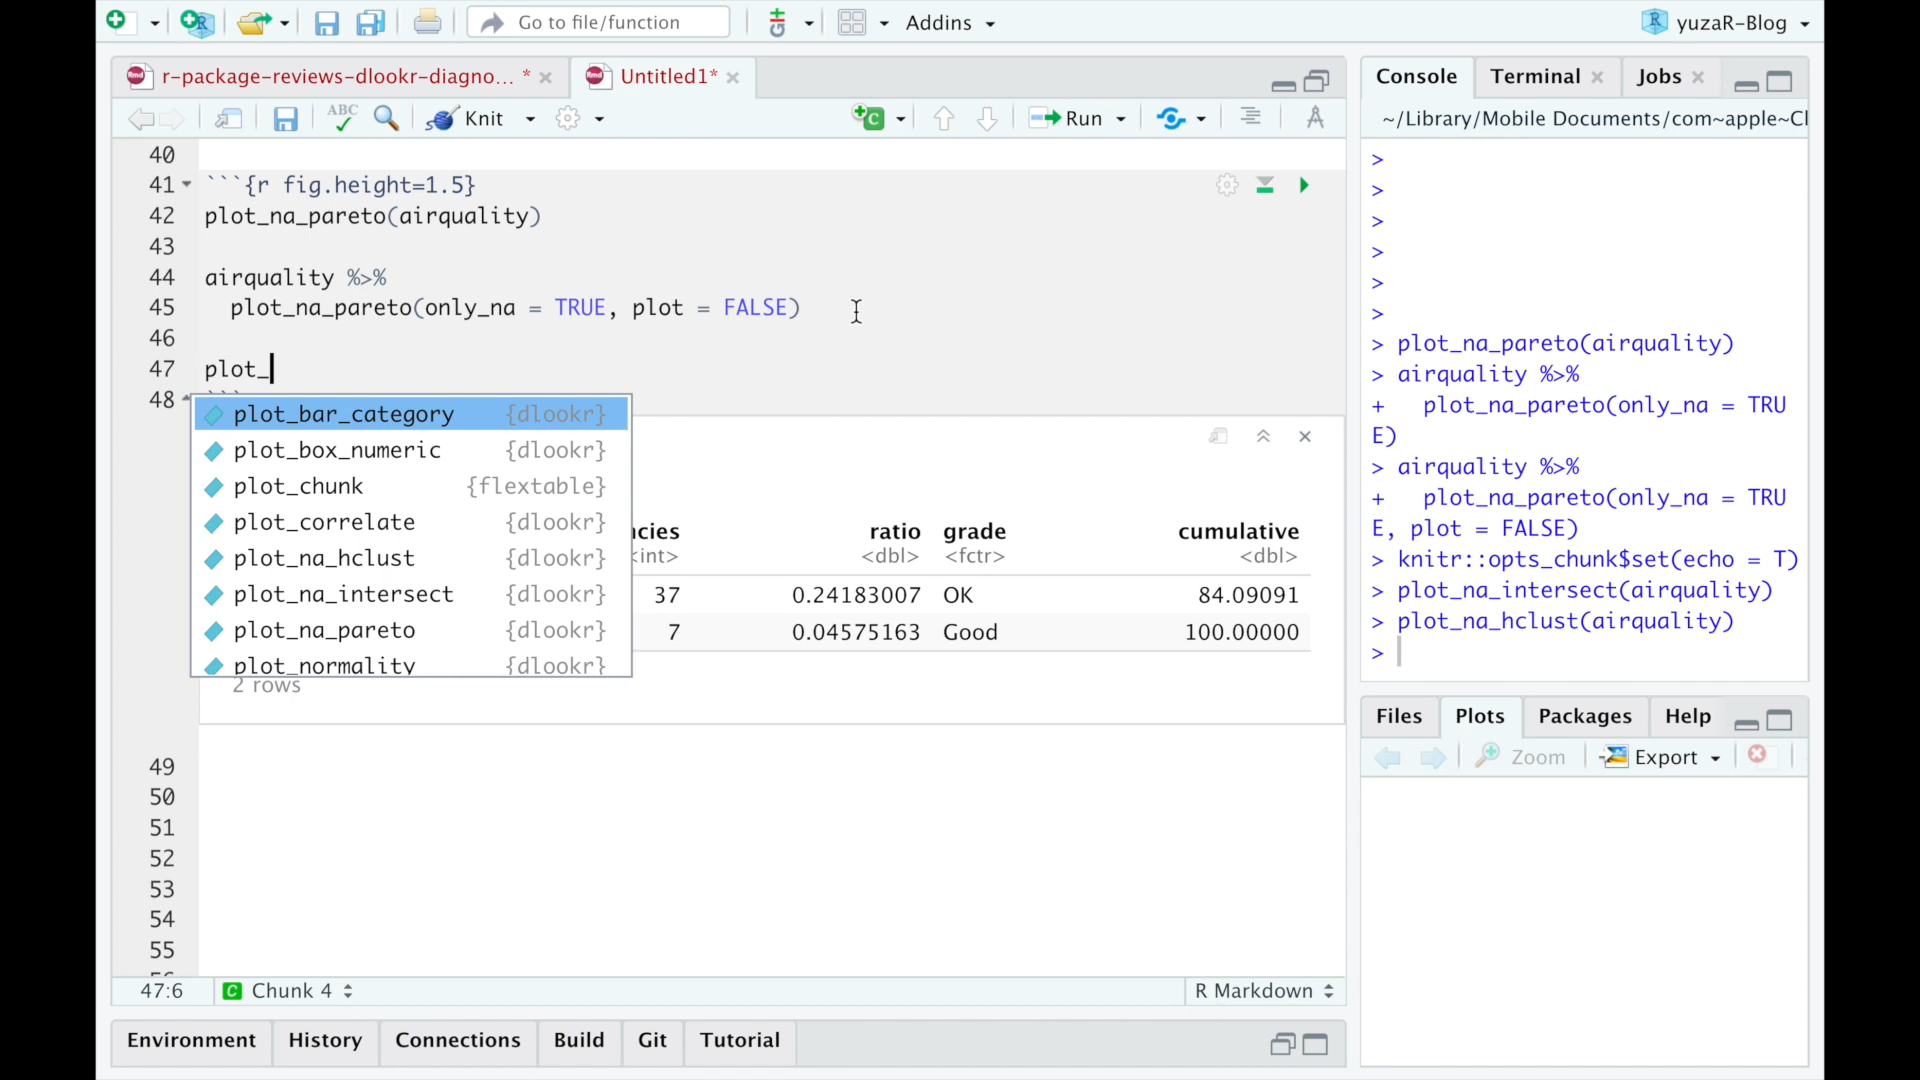 Go to file/function
Addins
yuzaR-Blog
r-package-reviews-dlookr-diagno... *
Untitled1*
ABC
Knit
C
Run
40
41 ```{r fig.height=1.5}
42 plot_na_pareto(airquality)
43
44 airquality %>%
45 plot_na_pareto(only_na = TRUE, plot = FALSE)
46
47 plot_
48 ```
plot_bar_category {dlookr}
plot_box_numeric {dlookr}
plot_chunk {flextable}
plot_correlate {dlookr}
plot_na_hclust {dlookr}
plot_na_intersect {dlookr}
plot_na_pareto {dlookr}
plot_normality {dlookr}
ncies ratio grade cumulative
<int> <dbl> <fctr> <dbl>
37 0.24183007 OK 84.09091
7 0.04575163 Good 100.00000
2 rows
49
50
51
52
53
54
55
56
47:6 C Chunk 4 R Markdown
Environment History Connections Build Git Tutorial
Console Terminal Jobs
~/Library/Mobile Documents/com~apple~Cl
>
>
>
>
>
>
> plot_na_pareto(airquality)
> airquality %>%
+ plot_na_pareto(only_na = TRU
E)
> airquality %>%
+ plot_na_pareto(only_na = TRU
E, plot = FALSE)
> knitr::opts_chunk$set(echo = T)
> plot_na_intersect(airquality)
> plot_na_hclust(airquality)
>
Files Plots Packages Help
Zoom Export